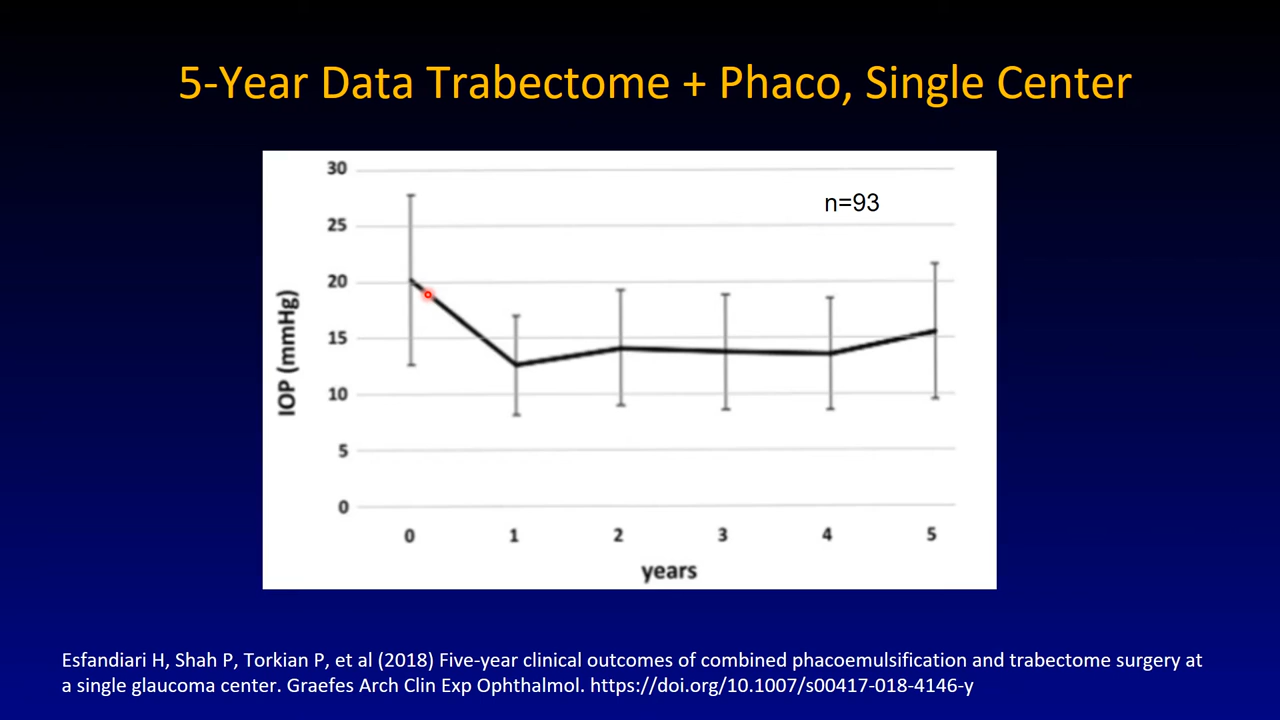 5-Year Data Trabectome + Phaco, Single Center
30
n=93
25
20
15
10
5
0
IOP (mmHg)
0 1 2 3 4 5
years
Esfandiari H, Shah P, Torkian P, et al (2018) Five-year clinical outcomes of combined phacoemulsification and trabectome surgery at
a single glaucoma center. Graefes Arch Clin Exp Ophthalmol. https://doi.org/10.1007/s00417-018-4146-y